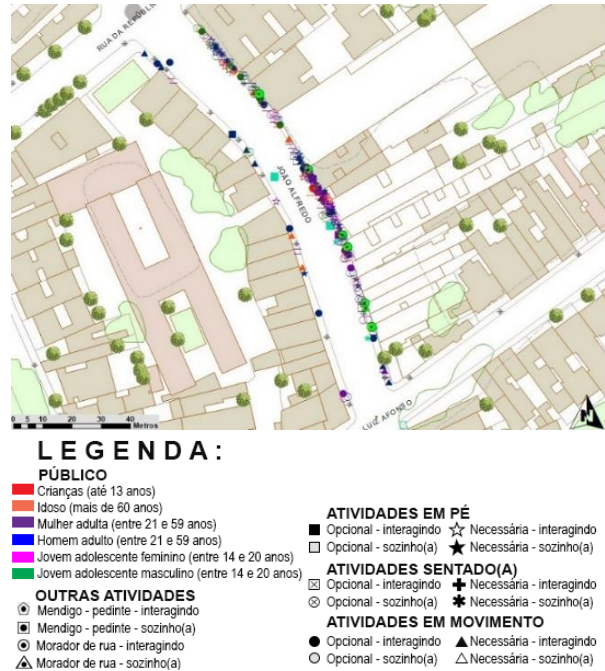 RUA DA REPÚBLI
JOÃO ALFREDO
LUIZ AFONSO
0 5 10 20 30 40
Metros
N
LEGENDA:
PÚBLICO
Crianças (até 13 anos)
Idoso (mais de 60 anos)
Mulher adulta (entre 21 e 59 anos)
Homem adulto (entre 21 e 59 anos)
Jovem adolescente feminino (entre 14 e 20 anos)
Jovem adolescente masculino (entre 14 e 20 anos)
OUTRAS ATIVIDADES
Mendigo - pedinte - interagindo
Mendigo - pedinte - sozinho(a)
Morador de rua - interagindo
Morador de rua - sozinho(a)
ATIVIDADES EM PÉ
Opcional - interagindo Necessária - interagindo
Opcional - sozinho(a) Necessária - sozinho(a)
ATIVIDADES SENTADO(A)
Opcional - interagindo Necessária - interagindo
Opcional - sozinho(a) Necessária - sozinho(a)
ATIVIDADES EM MOVIMENTO
Opcional - interagindo Necessária - interagindo
Opcional - sozinho(a) Necessária - sozinho(a)